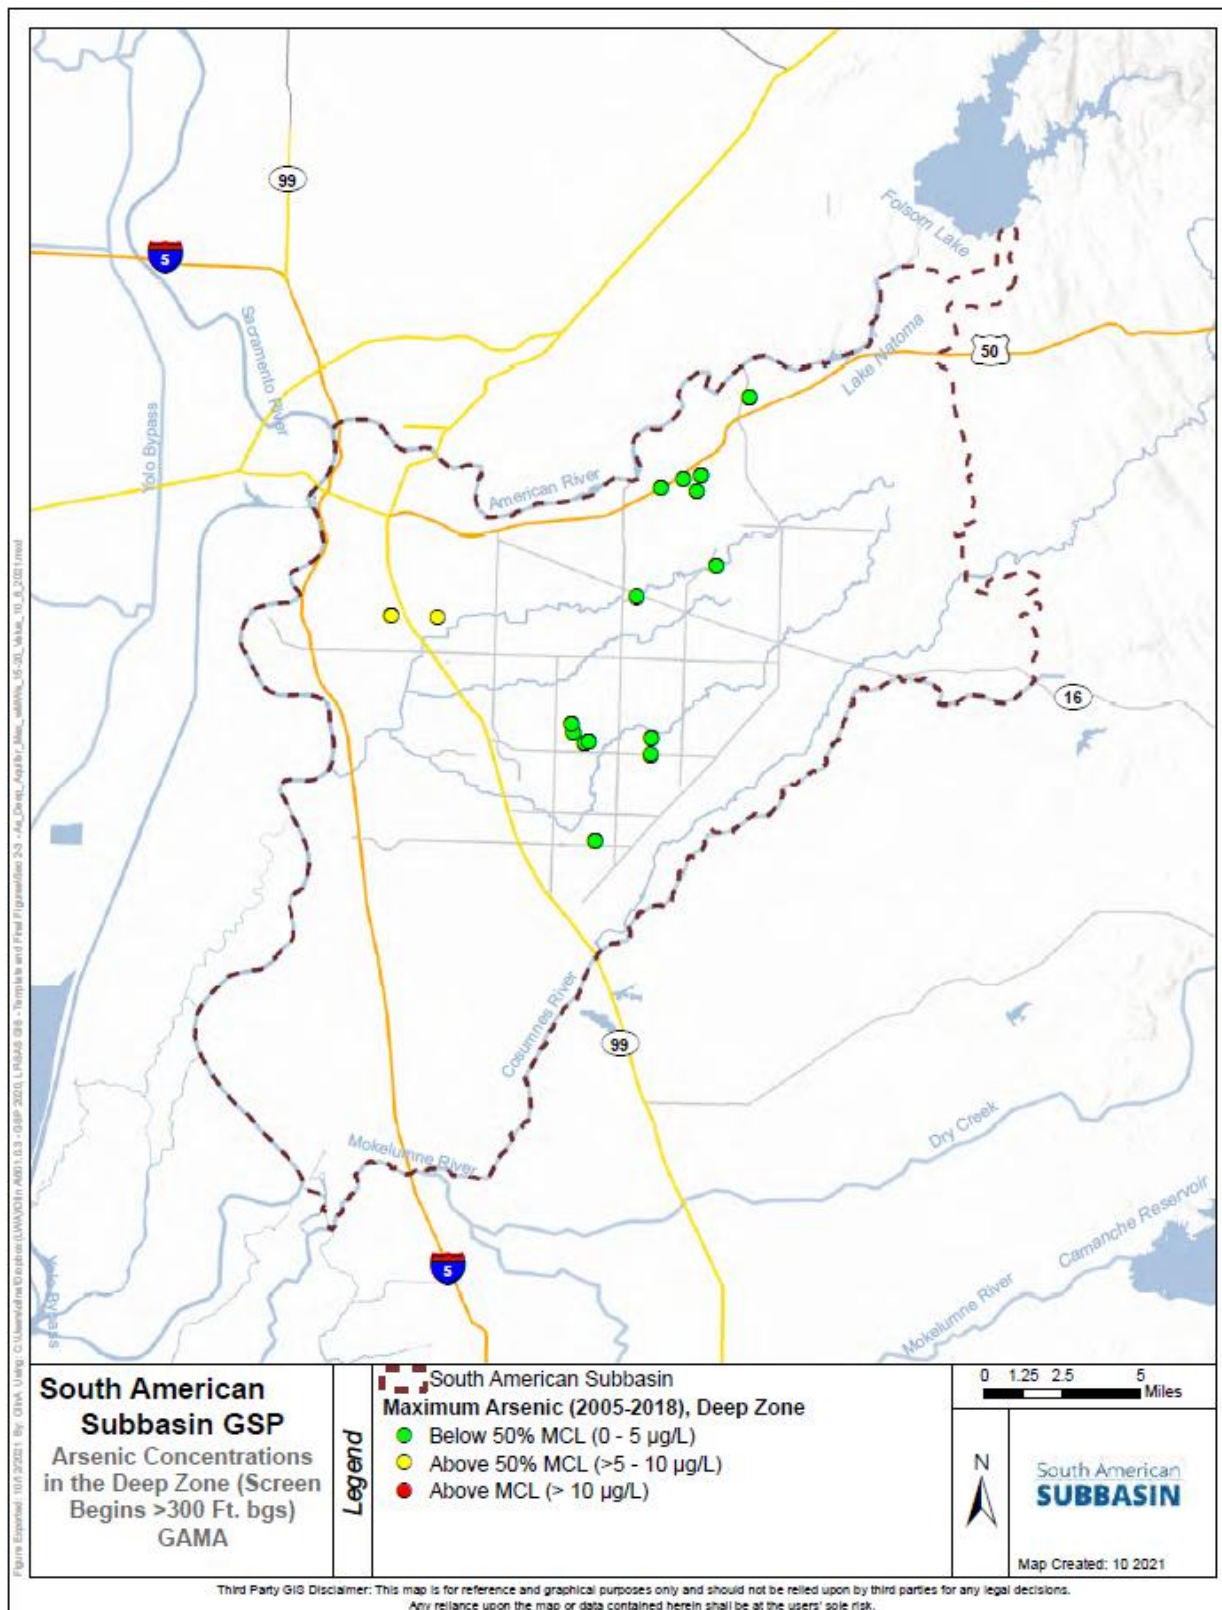 99
5
Folsom Lake
Sacramento River
Lake Natoma
50
Yolo Bypass
American River
16
Cosumnes River
99
Mokelumne River
Dry Creek
Camanche Reservoir
5
Mokelumne River
Yolo Bypass
South American
Subbasin GSP
Arsenic Concentrations
in the Deep Zone (Screen
Begins >300 Ft. bgs)
GAMA
Legend
South American Subbasin
Maximum Arsenic (2005-2018), Deep Zone
Below 50% MCL (0 - 5 µg/L)
Above 50% MCL (>5 - 10 µg/L)
Above MCL (> 10 µg/L)
0 1.25 2.5 5
Miles
N
South American
SUBBASIN
Map Created: 10 2021
Third Party GIS Disclaimer: This map is for reference and graphical purposes only and should not be relied upon by third parties for any legal decisions.
Any reliance upon the map or data contained herein shall be at the users' sole risk.